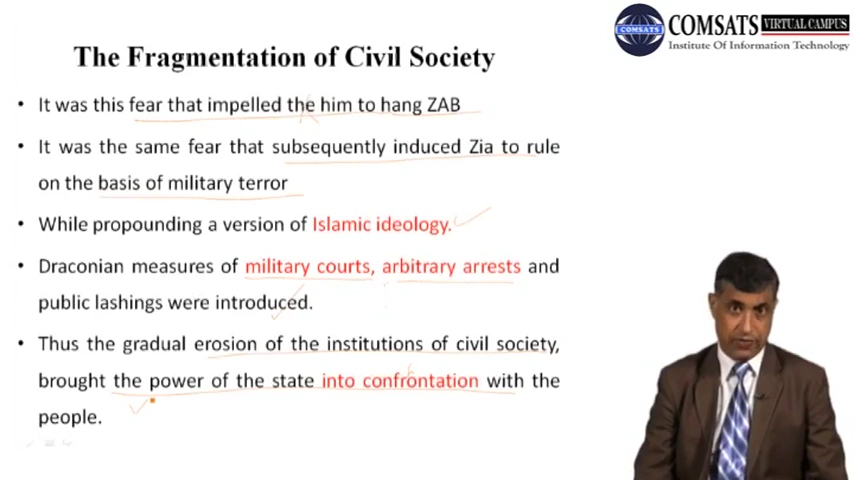 COMSATS VIRTUAL CAMPUS
COMSATS
Institute Of Information Technology
The Fragmentation of Civil Society
• It was this fear that impelled the him to hang ZAB
• It was the same fear that subsequently induced Zia to rule
on the basis of military terror
• While propounding a version of Islamic ideology.
• Draconian measures of military courts, arbitrary arrests and
public lashings were introduced.
• Thus the gradual erosion of the institutions of civil society,
brought the power of the state into confrontation with the
people.